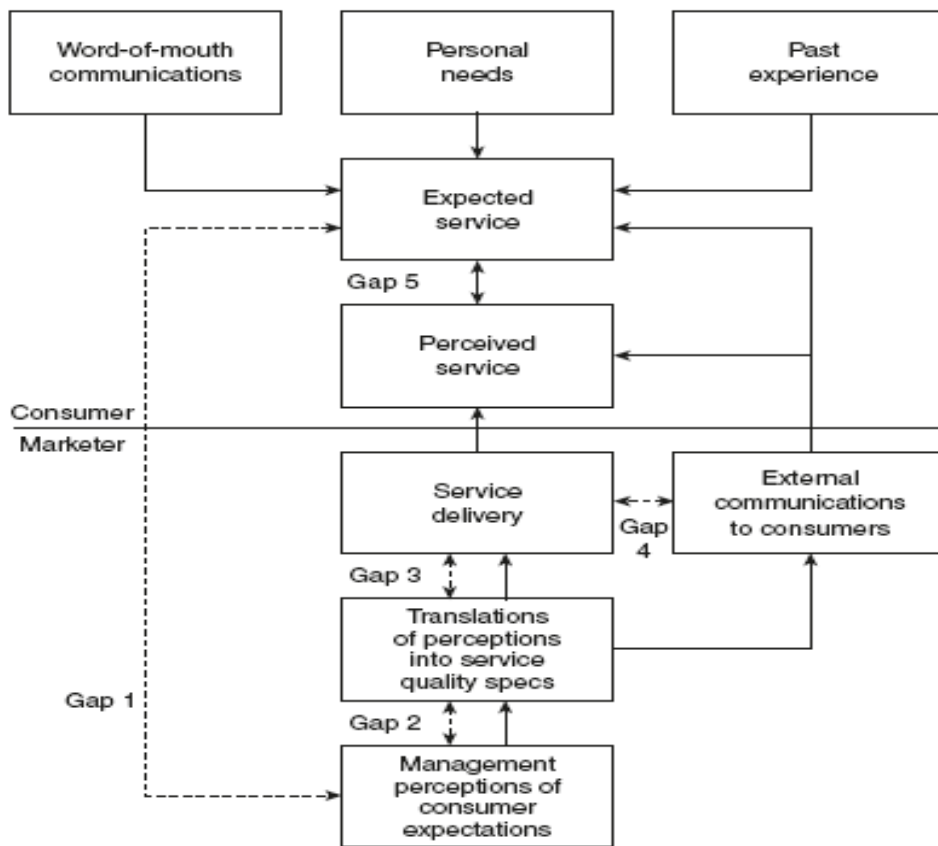 Word-of-mouth
communications
Personal
needs
Past
experience
Expected
service
Gap 5
Perceived
service
Consumer
Marketer
Service
delivery
Gap
4
External
communications
to consumers
Gap 3
Translations
of perceptions
into service
quality specs
Gap 1
Gap 2
Management
perceptions of
consumer
expectations